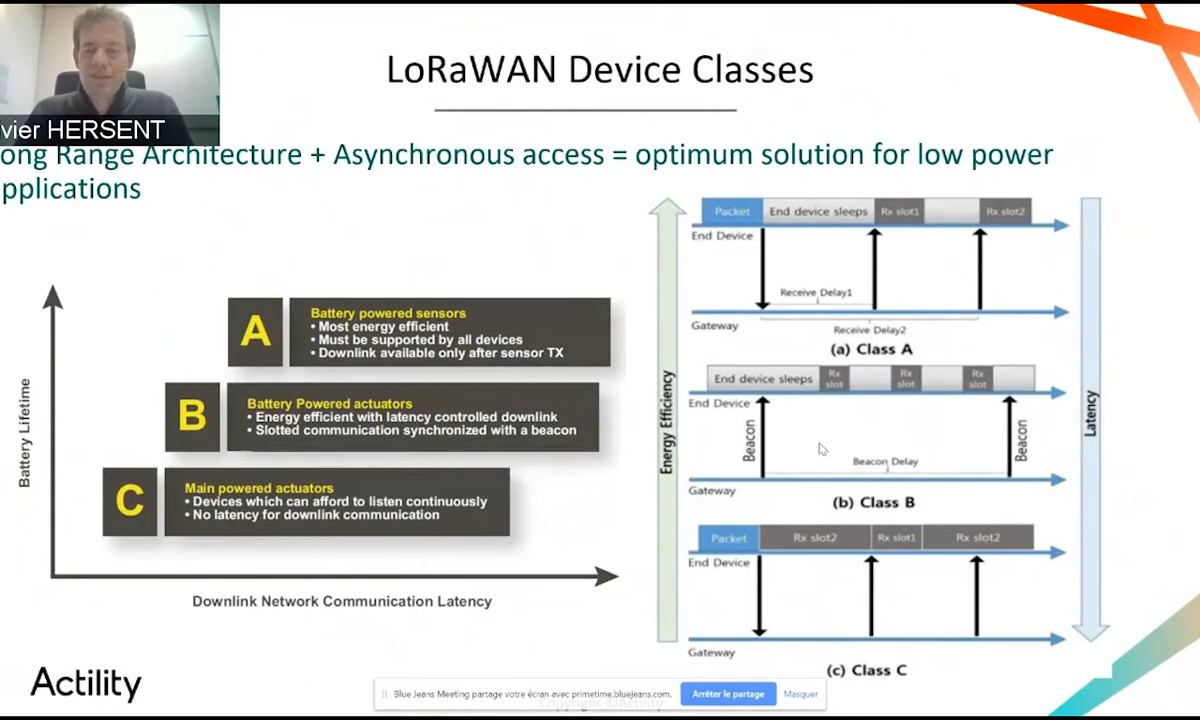 LoRaWAN Device Classes
vier HERSENT
ong Range Architecture + Asynchronous access = optimum solution for low power
pplications
Battery Lifetime
A
Battery powered sensors
• Most energy efficient
• Must be supported by all devices
• Downlink available only after sensor TX
B
Battery Powered actuators
• Energy efficient with latency controlled downlink
• Slotted communication synchronized with a beacon
C
Main powered actuators
• Devices which can afford to listen continuously
• No latency for downlink communication
Downlink Network Communication Latency
Energy Efficiency
Packet End device sleeps Rx slot1 Rx slot2
End Device
Receive Delay1
Gateway
Receive Delay2
(a) Class A
End device sleeps Rx slot Rx slot Rx slot
End Device
Beacon
Beacon
Beacon Delay
Gateway
(b) Class B
Packet Rx slot2 Rx slot1 Rx slot2
End Device
Gateway
(c) Class C
Latency
Actility
Blue Jeans Meeting partage votre écran avec primetime.bluejeans.com. Arrêter le partage Masquer
Copyright ©Actility